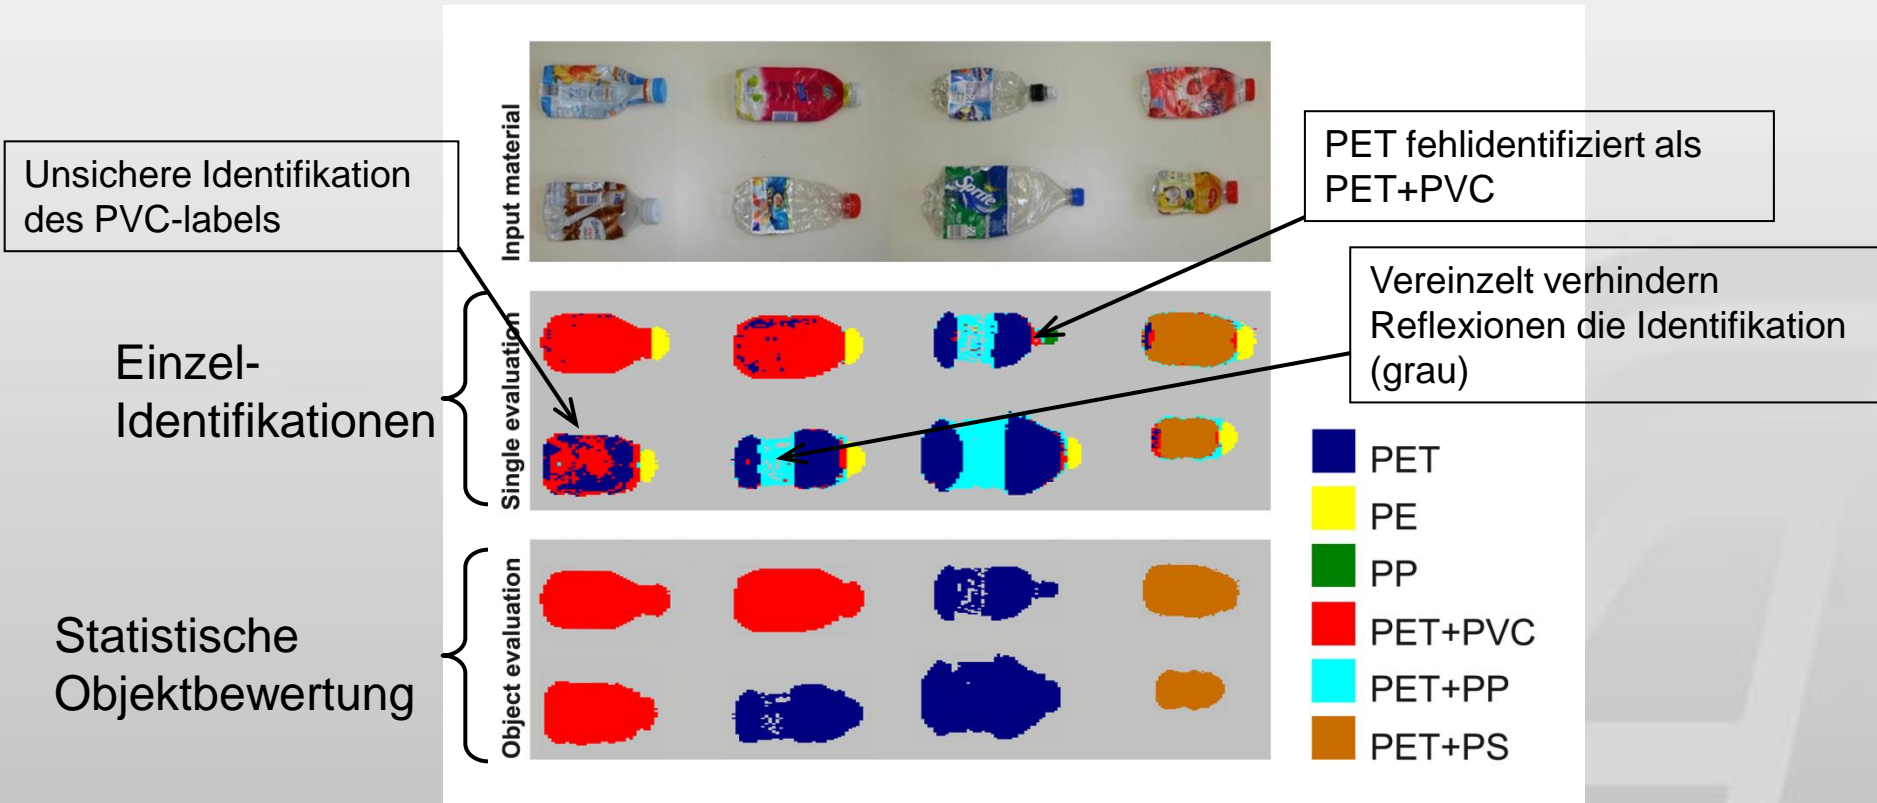 Input material
Unsichere Identifikation
des PVC-labels
PET fehlidentifiziert als
PET+PVC
Vereinzelt verhindern
Reflexionen die Identifikation
(grau)
Sprite
Einzel-
Identifikationen
Single evaluation
Statistische
Objektbewertung
Object evaluation
PET
PE
PP
PET+PVC
PET+PP
PET+PS